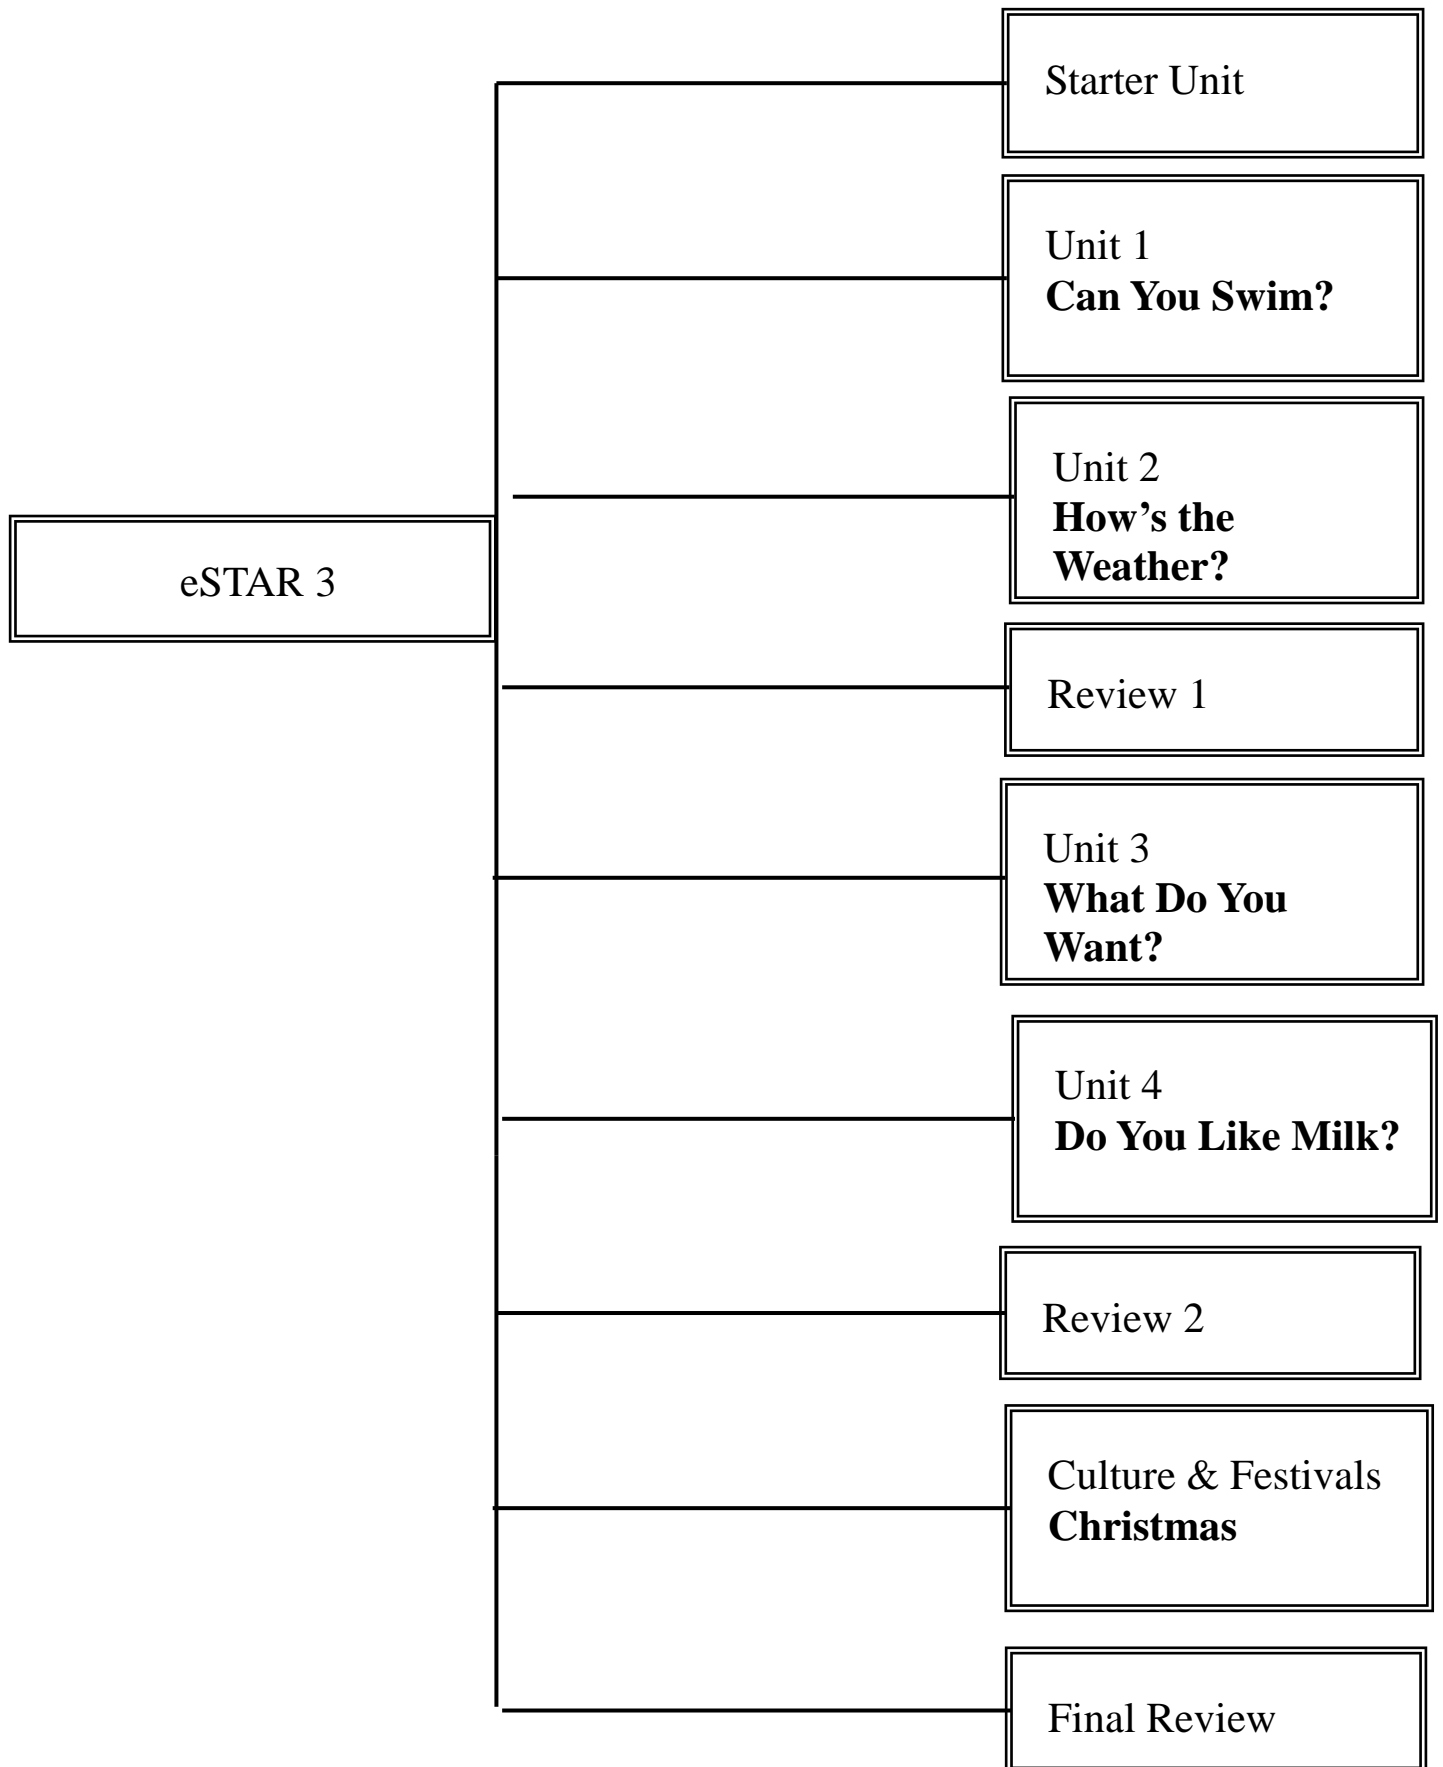 eSTAR 3
Starter Unit
Unit 1
Can You Swim?
Unit 2
How’s the
Weather?
Review 1
Unit 3
What Do You
Want?
Unit 4
Do You Like Milk?
Review 2
Culture & Festivals
Christmas
Final Review